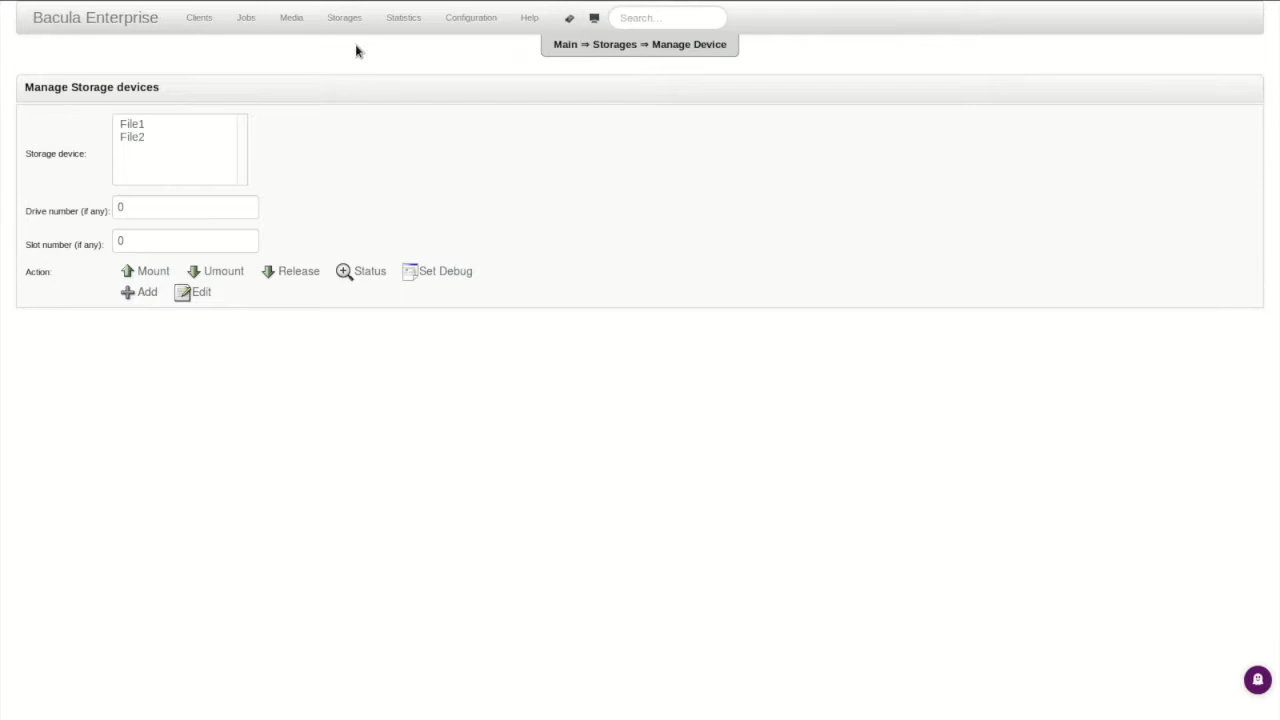 Bacula Enterprise Clients Jobs Media Storages Statistics Configuration Help Search...
Main ⇒ Storages ⇒ Manage Device
Manage Storage devices
File1
File2
Storage device:
Drive number (if any): 0
Slot number (if any): 0
Action: Mount Umount Release Status Set Debug
Add Edit